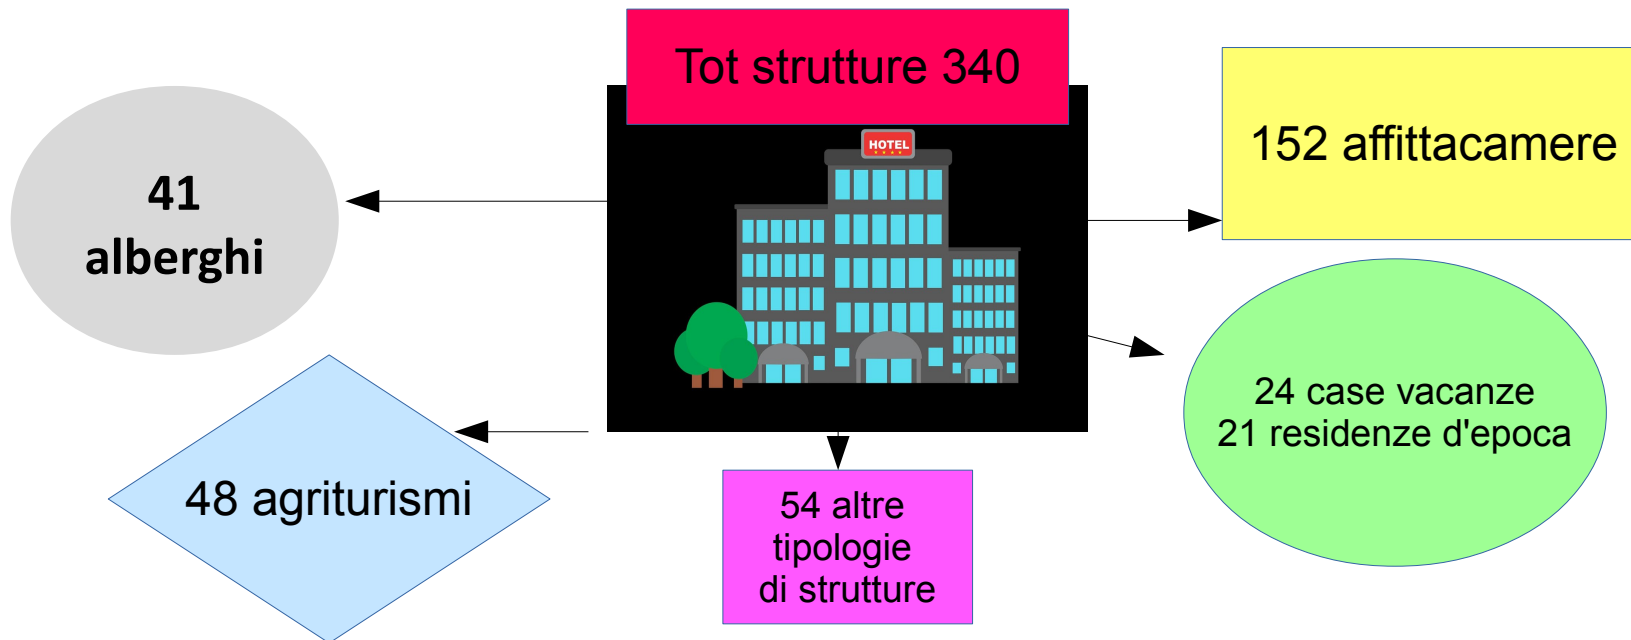 Tot strutture 340
HOTEL
41
alberghi
152 affittacamere
24 case vacanze
21 residenze d'epoca
48 agriturismi
54 altre
tipologie
di strutture